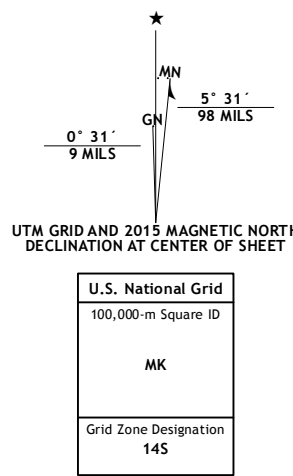 MN
GN
5° 31´
98 MILS
0° 31´
9 MILS
UTM GRID AND 2015 MAGNETIC NORTH
DECLINATION AT CENTER OF SHEET
U.S. National Grid
100,000-m Square ID
MK
Grid Zone Designation
14S